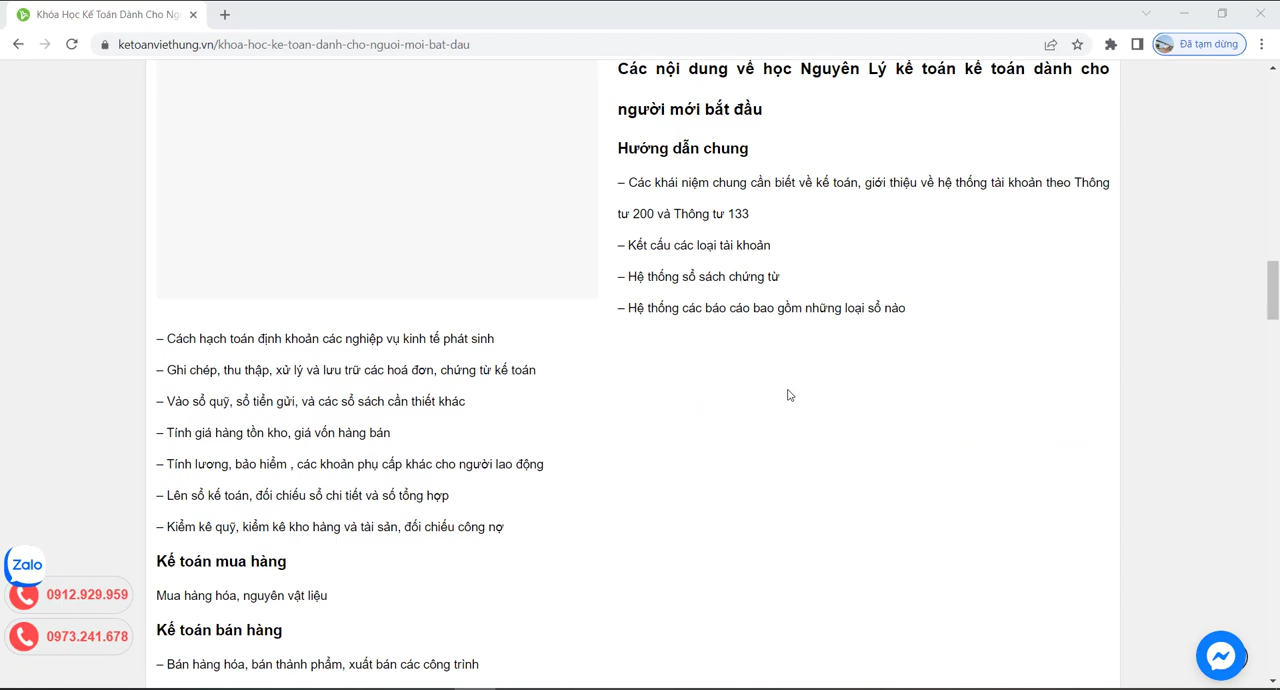 Khóa Học Kế Toán Dành Cho Ng
ketoanviethung.vn/khoa-hoc-ke-toan-danh-cho-nguoi-moi-bat-dau
Đã tạm dừng
Các nội dung về học Nguyên Lý kế toán kế toán dành cho
người mới bắt đầu
Hướng dẫn chung
– Các khái niệm chung cần biết về kế toán, giới thiệu về hệ thống tài khoản theo Thông
tư 200 và Thông tư 133
– Kết cấu các loại tài khoản
– Hệ thống sổ sách chứng từ
– Hệ thống các báo cáo bao gồm những loại sổ nào
– Cách hạch toán định khoản các nghiệp vụ kinh tế phát sinh
– Ghi chép, thu thập, xử lý và lưu trữ các hoá đơn, chứng từ kế toán
– Vào sổ quỹ, sổ tiền gửi, và các sổ sách cần thiết khác
– Tính giá hàng tồn kho, giá vốn hàng bán
– Tính lương, bảo hiểm , các khoản phụ cấp khác cho người lao động
– Lên sổ kế toán, đối chiếu sổ chi tiết và số tổng hợp
– Kiểm kê quỹ, kiểm kê kho hàng và tài sản, đối chiếu công nợ
Kế toán mua hàng
Mua hàng hóa, nguyên vật liệu
Kế toán bán hàng
– Bán hàng hóa, bán thành phẩm, xuất bán các công trình
Zalo
0912.929.959
0973.241.678